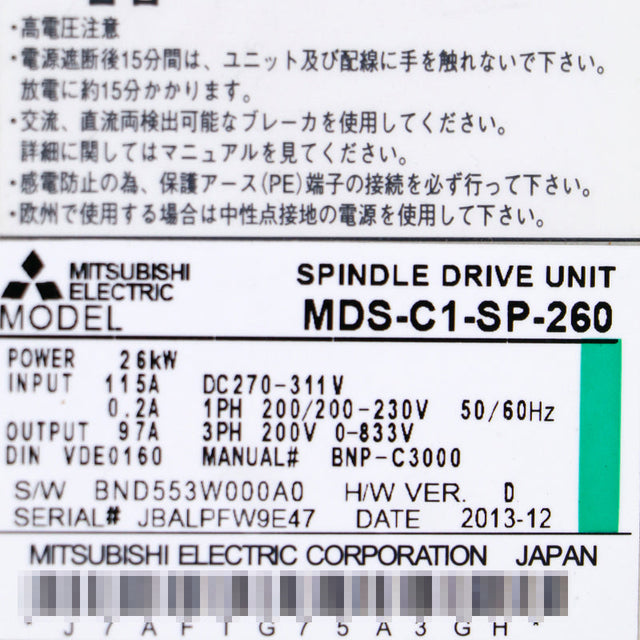 ・高電圧注意
・電源遮断後15分間は、ユニット及び配線に手を触れないで下さい。
放電に約15分かかります。
・交流、直流両検出可能なブレーカを使用してください。
詳細に関してはマニュアルを見てください。
・感電防止の為、保護アース(PE)端子の接続を必ず行って下さい。
・欧州で使用する場合は中性点接地の電源を使用して下さい。
MITSUBISHI
ELECTRIC
SPINDLE DRIVE UNIT
MODEL MDS-C1-SP-260
POWER 26kW
INPUT 115A DC270-311V
0.2A 1PH 200/200-230V 50/60Hz
OUTPUT 97A 3PH 200V 0-833V
DIN VDE0160 MANUAL# BNP-C3000
S/W BND553W000A0 H/W VER. D
SERIAL# JBALPFW9E47 DATE 2013-12
MITSUBISHI ELECTRIC CORPORATION JAPAN